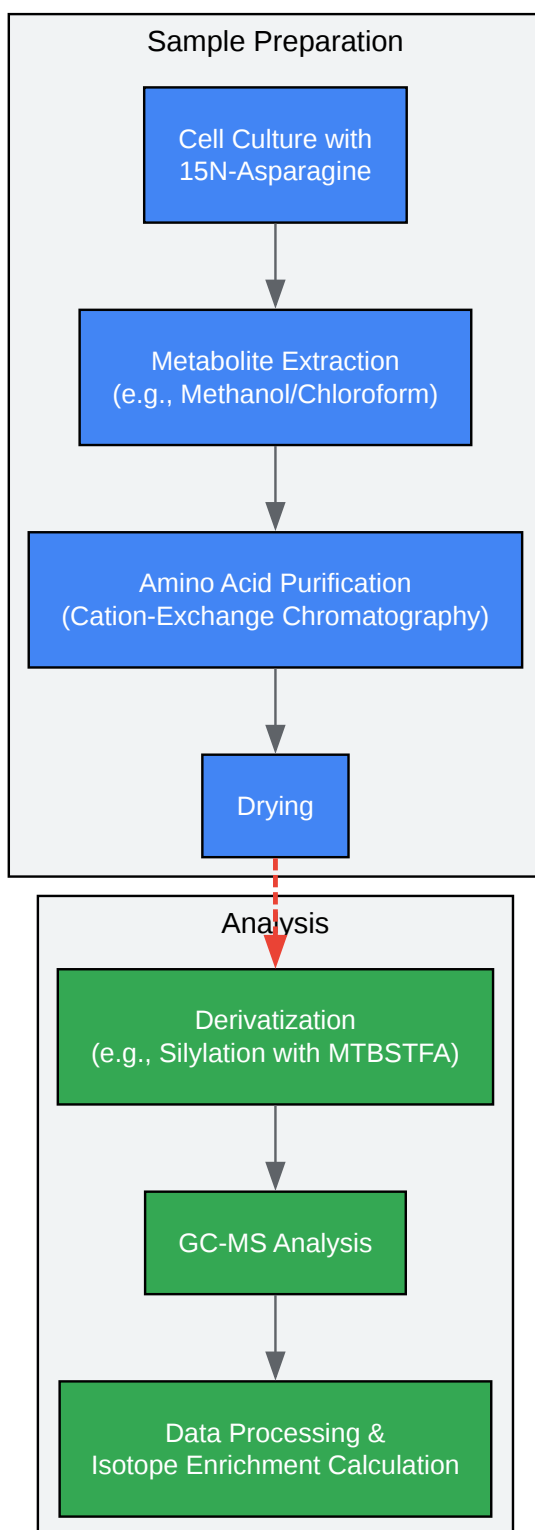 Sample Preparation
Cell Culture with
15N-Asparagine
Metabolite Extraction
(e.g., Methanol/Chloroform)
Amino Acid Purification
(Cation-Exchange Chromatography)
Drying
Analysis
Derivatization
(e.g., Silylation with MTBSTFA)
GC-MS Analysis
Data Processing &
Isotope Enrichment Calculation